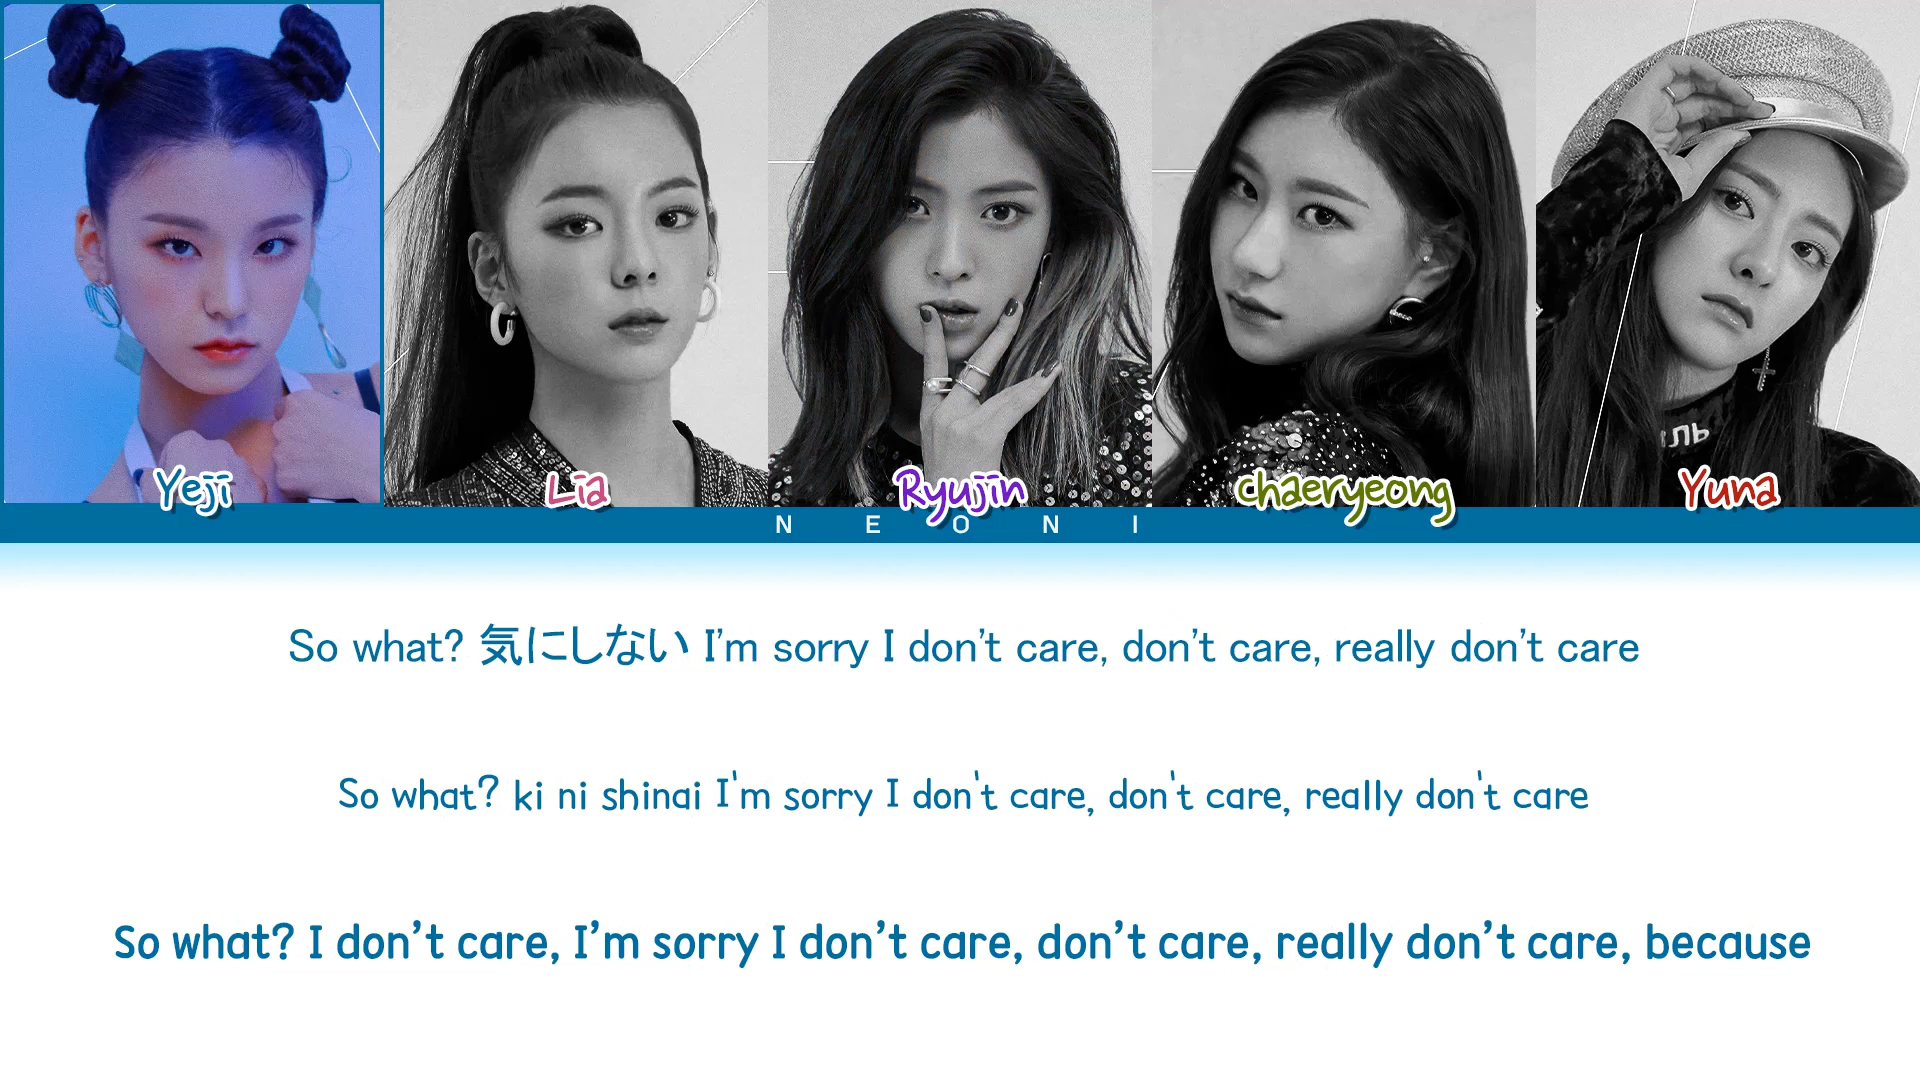 Yeji Lia Ryujin chaeryeong Yuna
NEONI
So what? 気にしない I'm sorry I don't care, don't care, really don't care
So what? ki ni shinai I'm sorry I don't care, don't care, really don't care
So what? I don't care, I'm sorry I don't care, don't care, really don't care, because